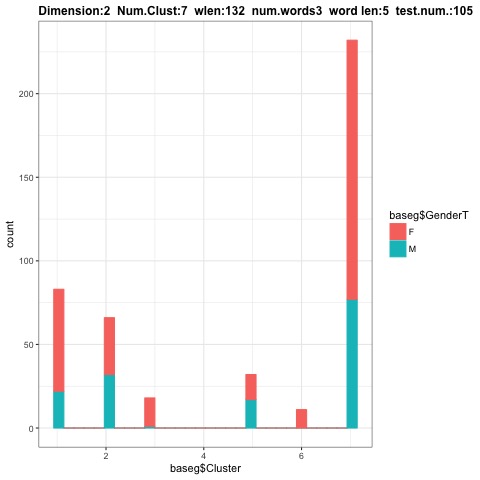 Dimension:2  Num.Clust:7  wlen:132  num.words3  word len:5  test.num.:105
200
150
100
50
0
count
2
4
6
baseg$Cluster
baseg$GenderT
F
M